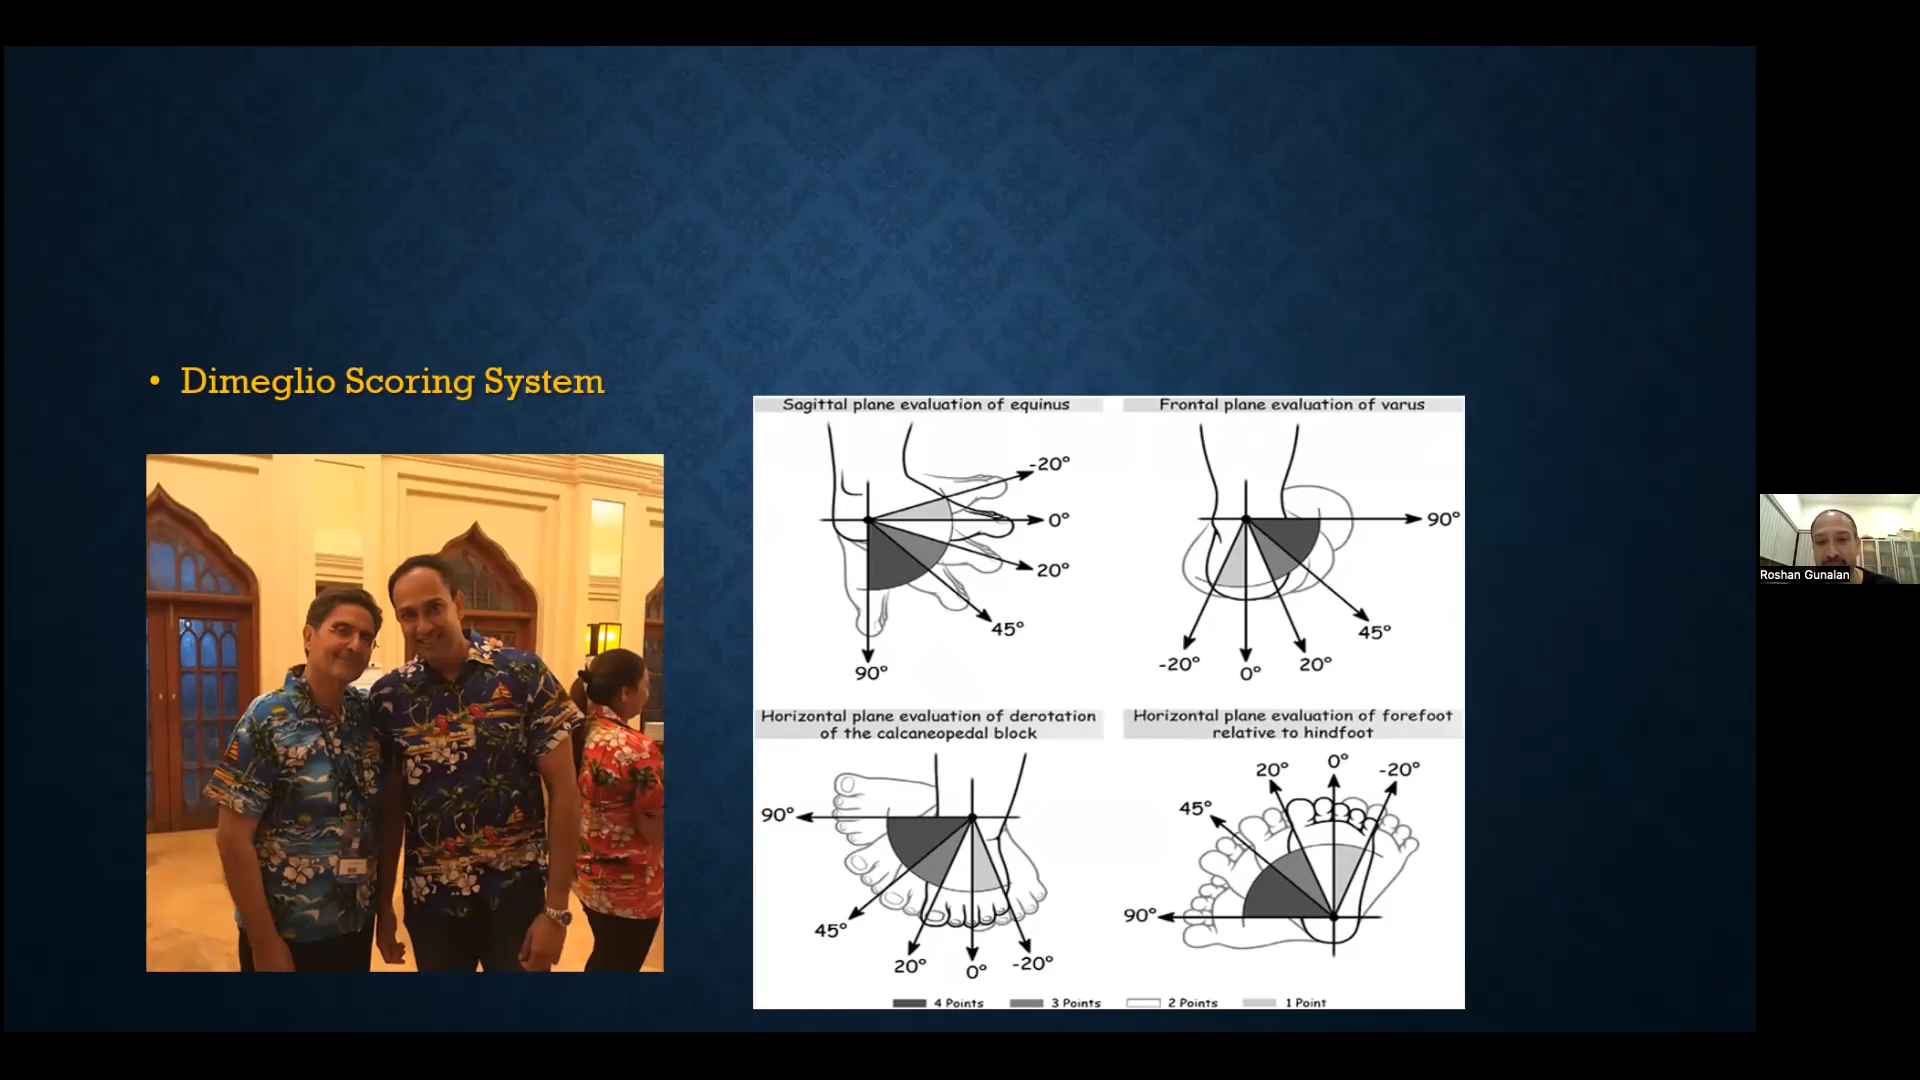 • Dimeglio Scoring System
Sagittal plane evaluation of equinus
-20°
0°
20°
45°
90°
Frontal plane evaluation of varus
90°
45°
20°
0°
-20°
Horizontal plane evaluation of derotation
of the calcaneopedal block
90°
45°
20°
0°
-20°
Horizontal plane evaluation of forefoot
relative to hindfoot
20°
0°
-20°
45°
90°
4 Points 3 Points 2 Points 1 Point
Roshan Gunalan